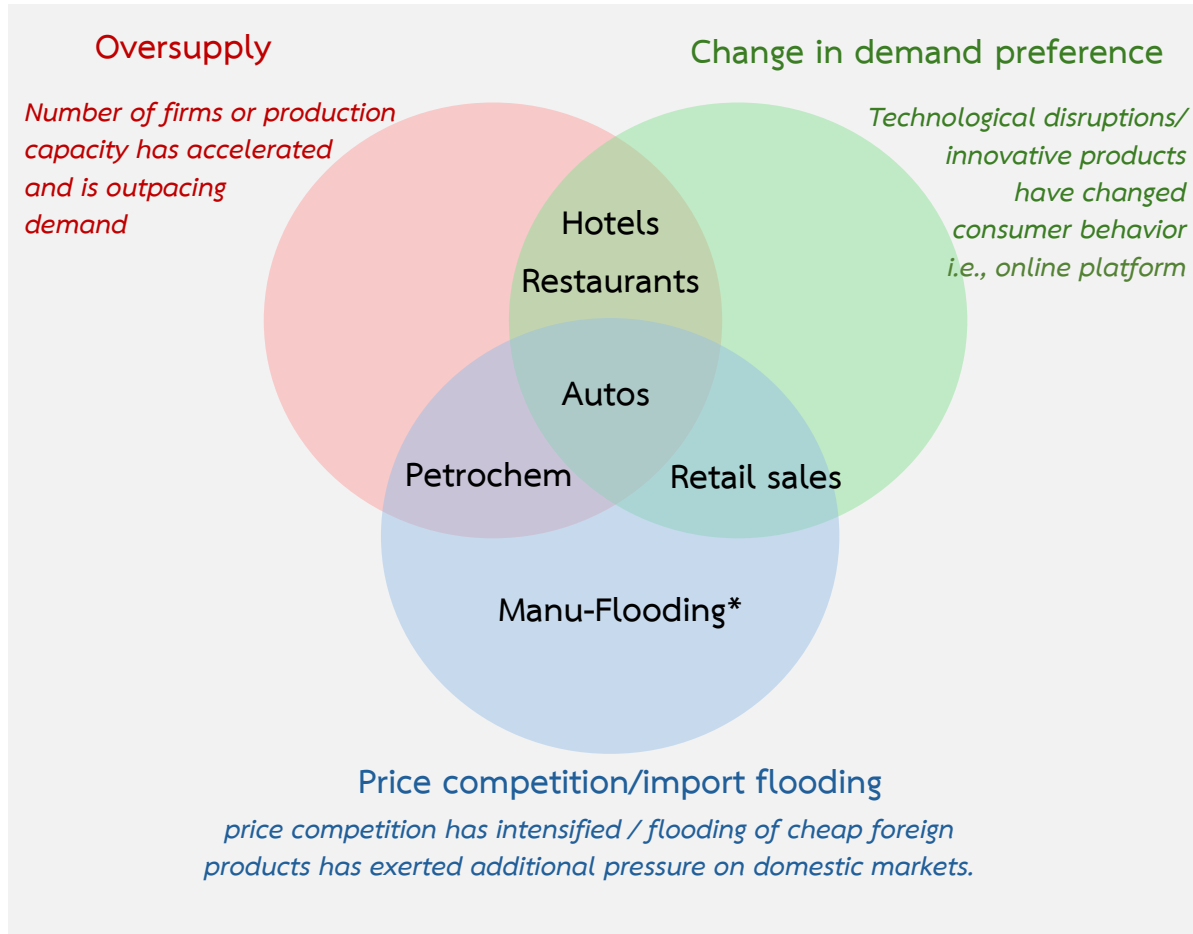 Oversupply
Number of firms or production
capacity has accelerated
and is outpacing
demand
Change in demand preference
Technological disruptions/
innovative products
have changed
consumer behavior
i.e., online platform
Hotels
Restaurants
Autos
Petrochem
Retail sales
Manu-Flooding*
Price competition/import flooding
price competition has intensified / flooding of cheap foreign
products has exerted additional pressure on domestic markets.